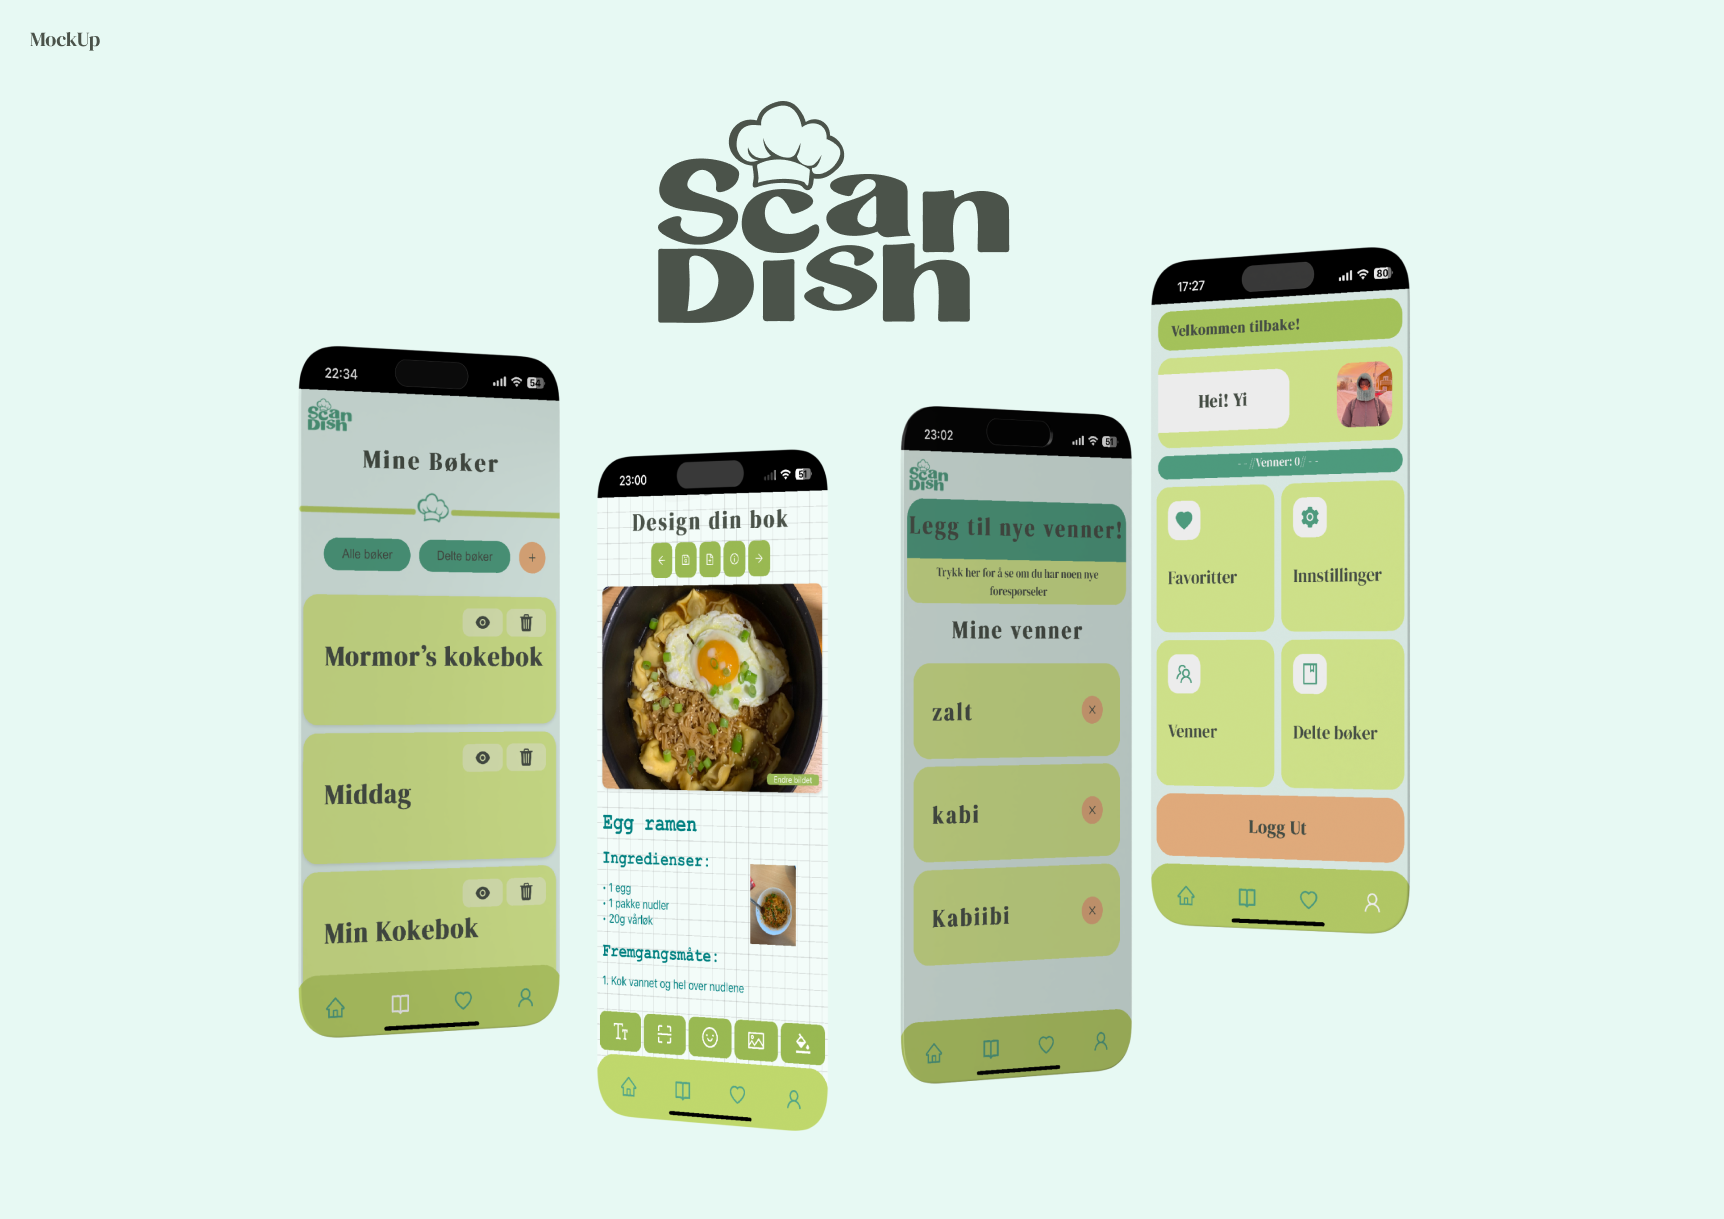 MockUp
Scan
Dish
22:34
54
Scan
Dish
Mine Bøker
Alle bøker
Delte bøker
+
Mormor’s kokebok
Middag
Min Kokebok
23:00
51
Design din bok
Endre bildet
Egg ramen
Ingredienser:
• 1 egg
• 1 pakke nudler
• 20g vårløk
Fremgangsmåte:
1. Kok vannet og hel over nudlene
TT
23:02
51
Scan
Dish
Legg til nye venner!
Trykk her for å se om du har noen nye
foresporseler
Mine venner
zalt
X
kabi
X
Kabiibi
X
17:27
80
Velkommen tilbake!
Hei! Yi
- - //Venner: 0// - -
Favoritter
Innstillinger
Venner
Delte bøker
Logg Ut